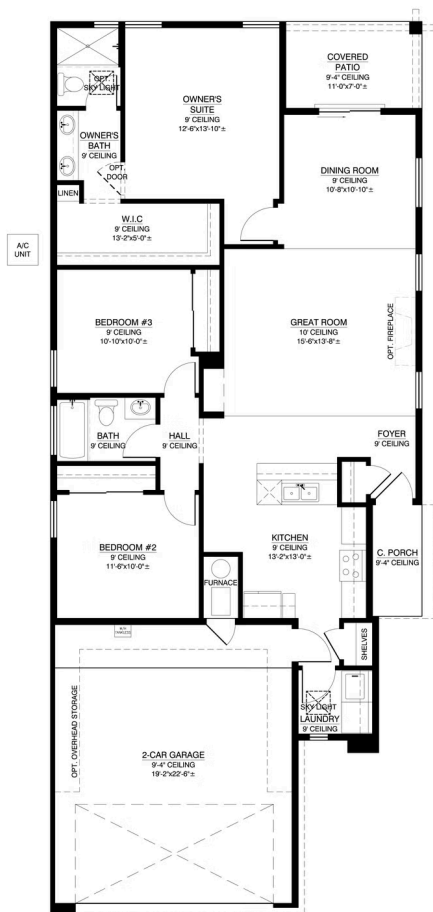 COVERED
PATIO
9'-4" CEILING
11'-0"x7'-0"±
OPT.
SKY LIGHT
OWNER'S
SUITE
9' CEILING
12'-6"x13'-10"±
OWNER'S
BATH
9' CEILING
OPT.
DOOR
DINING ROOM
9' CEILING
10'-8"x10'-10"±
LINEN
W.I.C
9' CEILING
13'-2"x5'-0"±
A/C
UNIT
BEDROOM #3
9' CEILING
10'-10"x10'-0"±
GREAT ROOM
10' CEILING
15'-6"x13'-8"±
OPT. FIREPLACE
BATH
9' CEILING
HALL
9' CEILING
FOYER
9' CEILING
KITCHEN
9' CEILING
13'-2"x13'-0"±
BEDROOM #2
9' CEILING
11'-6"x10'-0"±
C. PORCH
9'-4" CEILING
FURNACE
SHELVES
SKY LIGHT
LAUNDRY
9' CEILING
OPT. OVERHEAD STORAGE
2-CAR GARAGE
9'-4" CEILING
19'-2"x22'-6"±